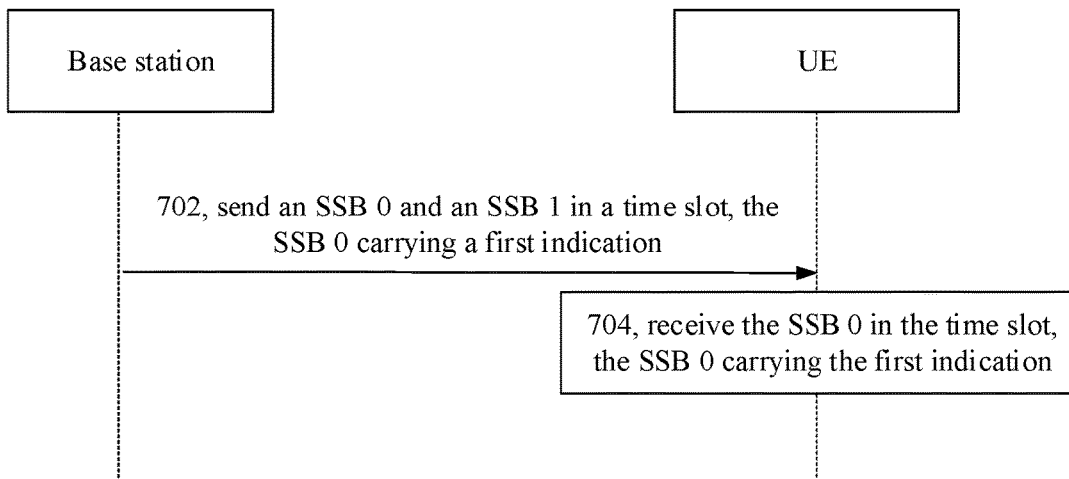 Base station
UE
702, send an SSB 0 and an SSB 1 in a time slot, the
SSB 0 carrying a first indication
704, receive the SSB 0 in the time slot,
the SSB 0 carrying the first indication